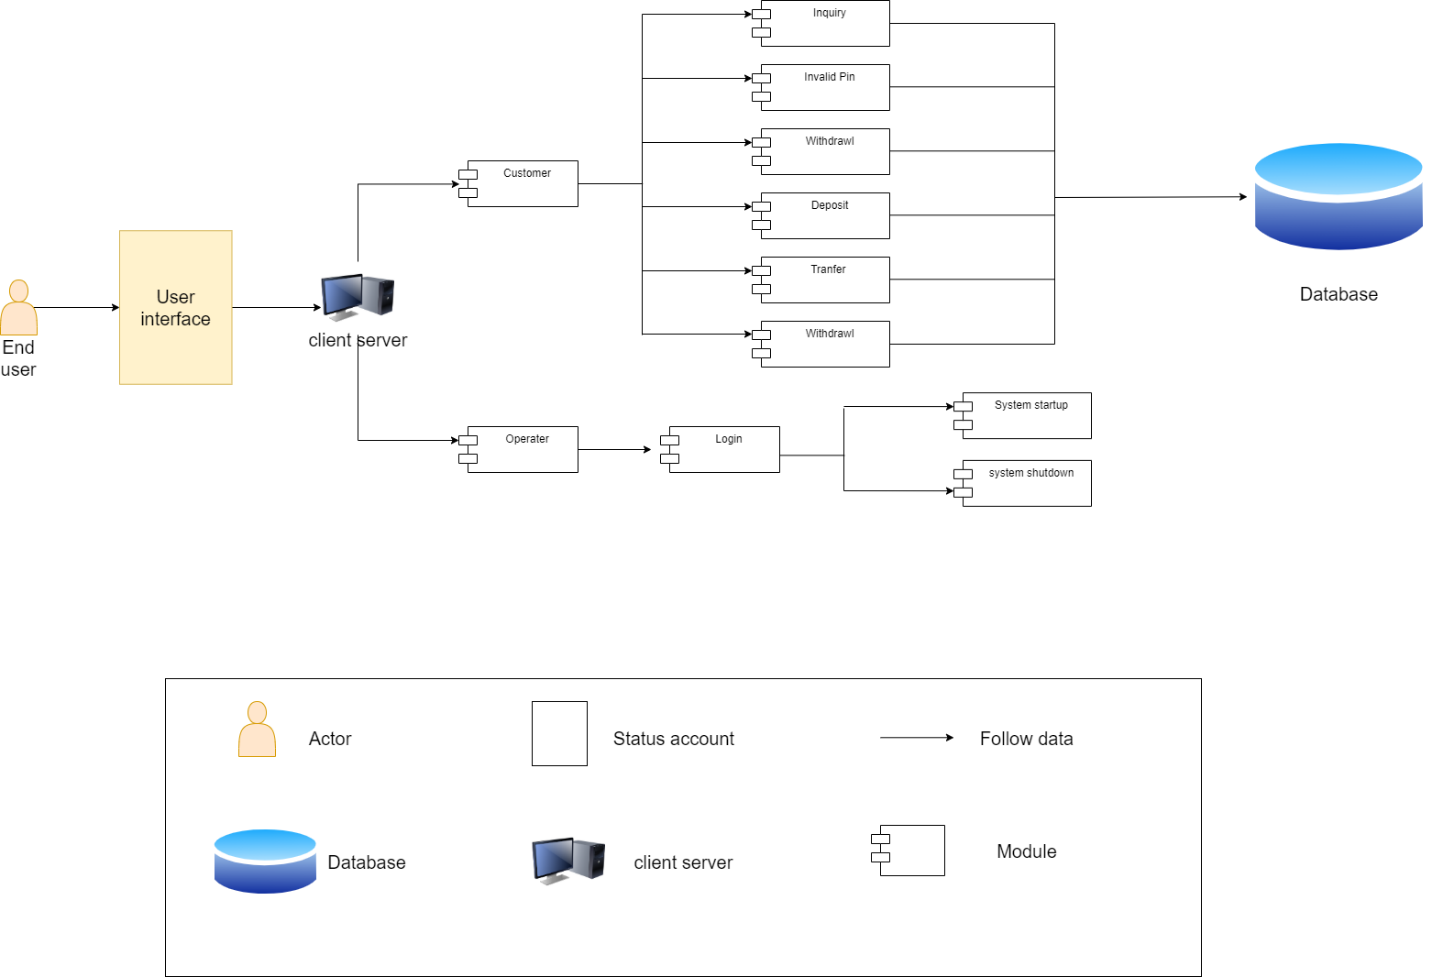 Inquiry
Invalid Pin
Withdrawl
Customer
Deposit
Tranfer
Withdrawl
User
interface
client server
End
user
Database
Operater
Login
System startup
system shutdown
Actor
Status account
Follow data
Database
client server
Module